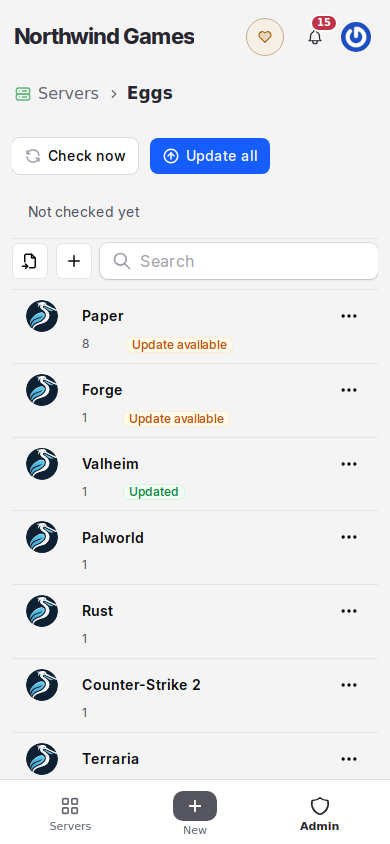 Northwind Games
15
Servers > Eggs
Check now
Update all
Not checked yet
Search
Paper
8 Update available
Forge
1 Update available
Valheim
1 Updated
Palworld
1
Rust
1
Counter-Strike 2
1
Terraria
Servers New Admin